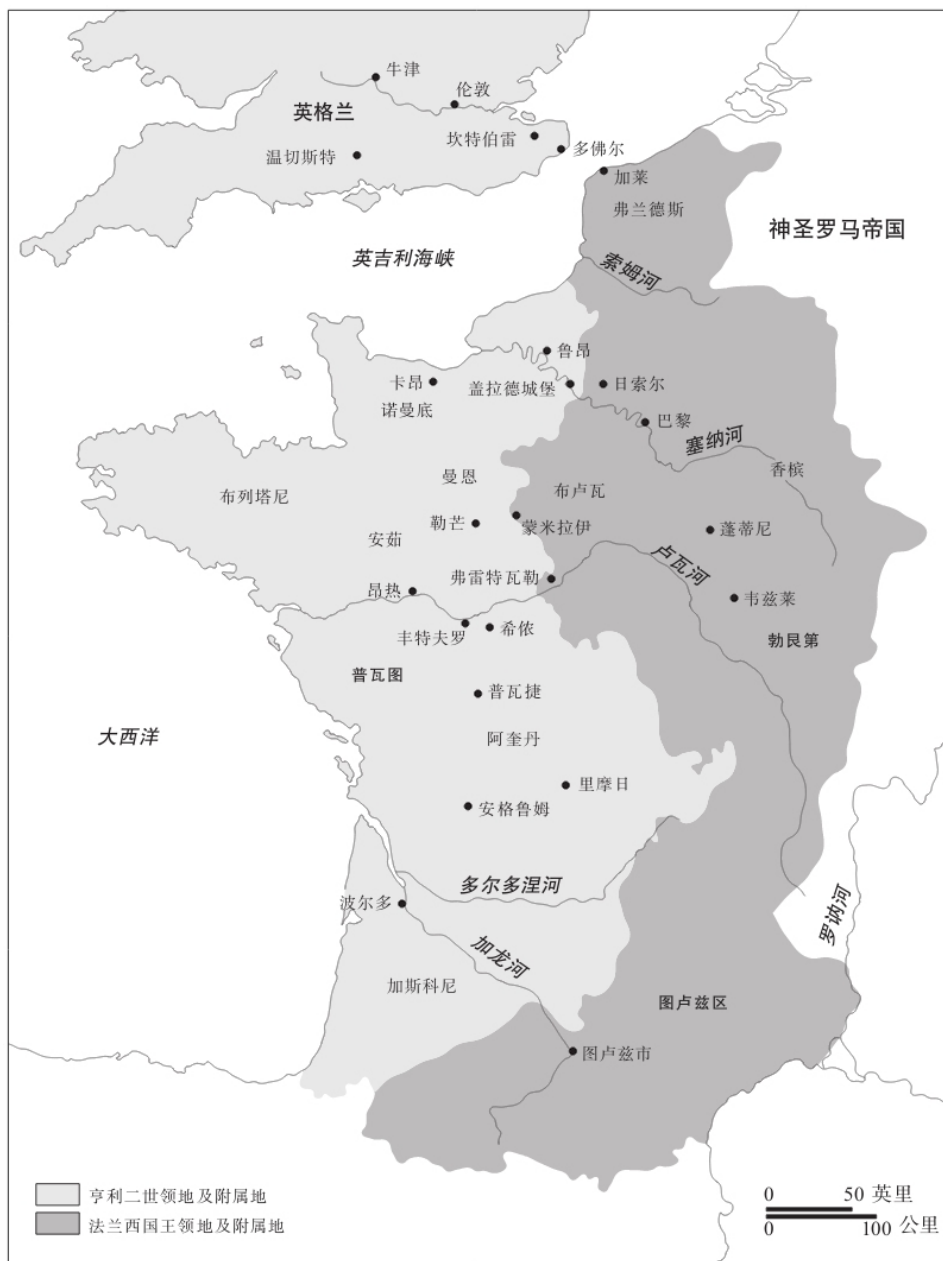 牛津
伦敦
英格兰
坎特伯雷
温切斯特
多佛尔
加莱
弗兰德斯
神圣罗马帝国
英吉利海峡
索姆河
鲁昂
卡昂
盖拉德城堡
日索尔
诺曼底
巴黎
塞纳河
香槟
曼恩
布列塔尼
布卢瓦
勒芒
蒙米拉伊
蓬蒂尼
安茹
卢瓦河
弗雷特瓦勒
昂热
韦兹莱
丰特夫罗
希侬
勃艮第
普瓦图
普瓦捷
大西洋
阿奎丹
里摩日
安格鲁姆
多尔多涅河
波尔多
罗讷河
加龙河
加斯科尼
图卢兹区
图卢兹市
亨利二世领地及附属地
法兰西国王领地及附属地
0 50 英里
0 100 公里